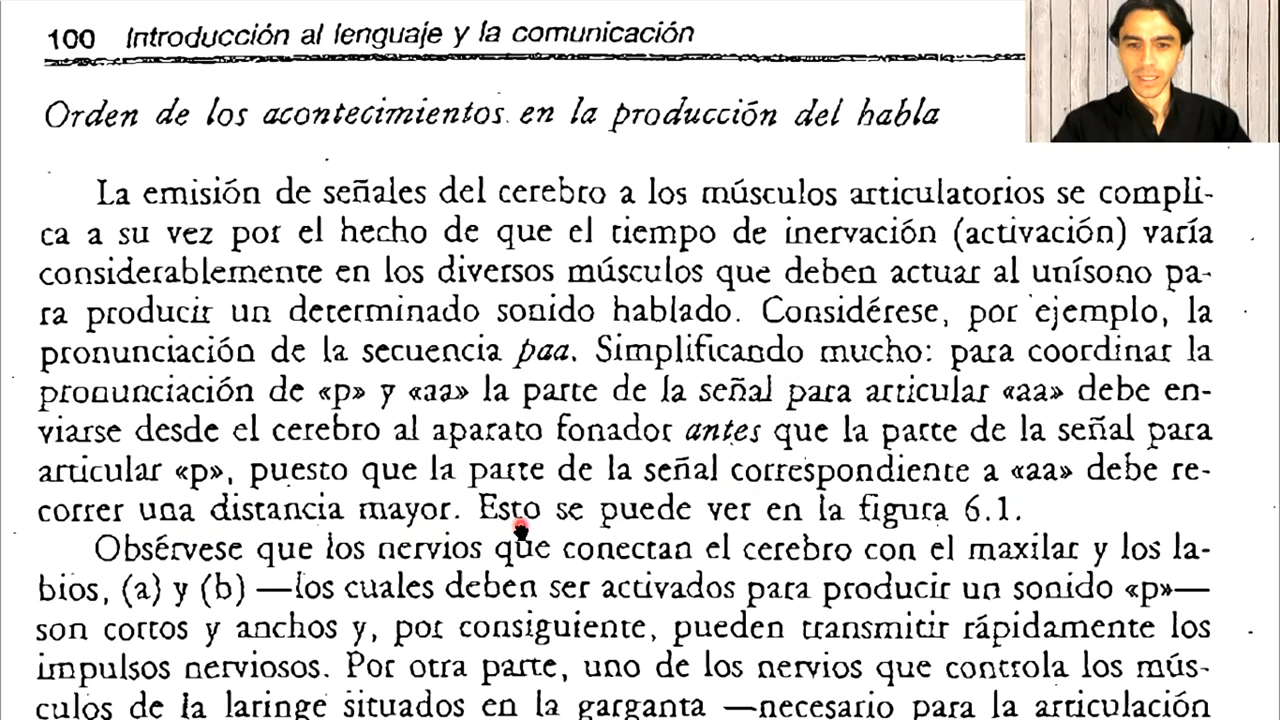 100 Introducción al lenguaje y la comunicación
Orden de los acontecimientos en la producción del habla
La emisión de señales del cerebro a los músculos articulatorios se compli-
ca a su vez por el hecho de que el tiempo de inervación (activación) varía
considerablemente en los diversos músculos que deben actuar al unísono pa-
ra producir un determinado sonido hablado. Considérese, por ejemplo, la
pronunciación de la secuencia paa. Simplificando mucho: para coordinar la
pronunciación de «p» y «aa» la parte de la señal para articular «aa» debe en-
viarse desde el cerebro al aparato fonador antes que la parte de la señal para
articular «p», puesto que la parte de la señal correspondiente a «aa» debe re-
correr una distancia mayor. Esto se puede ver en la figura 6.1.
Obsérvese que los nervios que conectan el cerebro con el maxilar y los la-
bios, (a) y (b) —los cuales deben ser activados para producir un sonido «p»—
son cortos y anchos y, por consiguiente, pueden transmitir rápidamente los
impulsos nerviosos. Por otra parte, uno de los nervios que controla los mús-
culos de la laringe situados en la garganta —necesario para la articulación